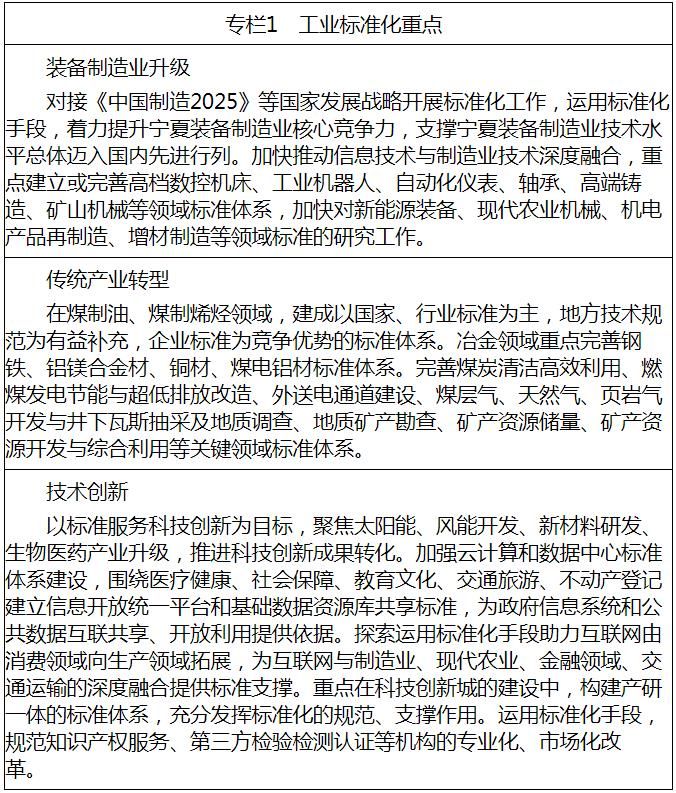 专栏1　工业标准化重点
装备制造业升级
对接《中国制造2025》等国家发展战略开展标准化工作，运用标准化
手段，着力提升宁夏装备制造业核心竞争力，支撑宁夏装备制造业技术水
平总体迈入国内先进行列。加快推动信息技术与制造业技术深度融合，重
点建立或完善高档数控机床、工业机器人、自动化仪表、轴承、高端铸
造、矿山机械等领域标准体系，加快对新能源装备、现代农业机械、机电
产品再制造、增材制造等领域标准的研究工作。
传统产业转型
在煤制油、煤制烯烃领域，建成以国家、行业标准为主，地方技术规
范为有益补充，企业标准为竞争优势的标准体系。冶金领域重点完善钢
铁、铝镁合金材、铜材、煤电铝材标准体系。完善煤炭清洁高效利用、燃
煤发电节能与超低排放改造、外送电通道建设、煤层气、天然气、页岩气
开发与井下瓦斯抽采及地质调查、地质矿产勘查、矿产资源储量、矿产资
源开发与综合利用等关键领域标准体系。
技术创新
以标准服务科技创新为目标，聚焦太阳能、风能开发、新材料研发、
生物医药产业升级，推进科技创新成果转化。加强云计算和数据中心标准
体系建设，围绕医疗健康、社会保障、教育文化、交通旅游、不动产登记
建立信息开放统一平台和基础数据资源库共享标准，为政府信息系统和公
共数据互联共享、开放利用提供依据。探索运用标准化手段助力互联网由
消费领域向生产领域拓展，为互联网与制造业、现代农业、金融领域、交
通运输的深度融合提供标准支撑。重点在科技创新城的建设中，构建产研
一体的标准体系，充分发挥标准化的规范、支撑作用。运用标准化手段，
规范知识产权服务、第三方检验检测认证等机构的专业化、市场化改
革。